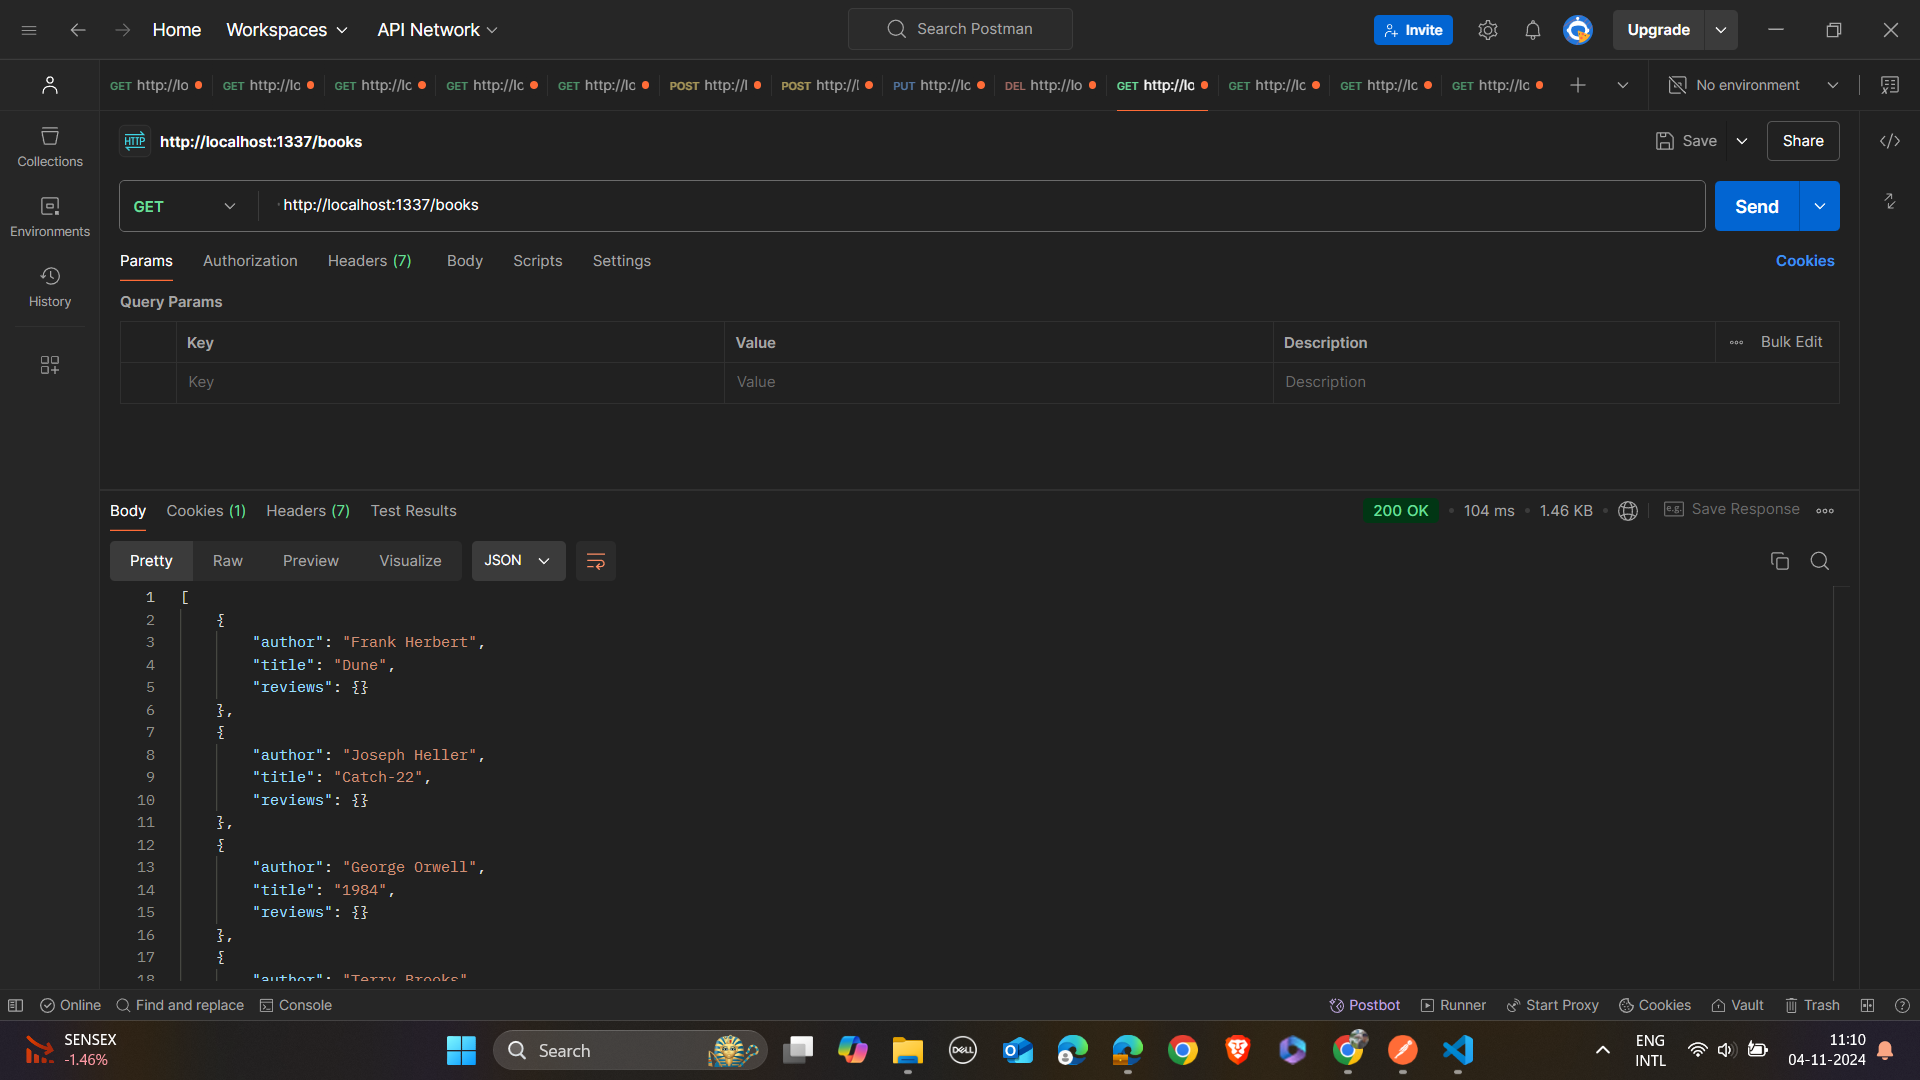 Home
Workspaces
API Network
Search Postman
Invite
Upgrade
GET http://lo
GET http://lc
GET http://lc
GET http://lc
GET http://lc
POST http://l
POST http://l
PUT http://lc
DEL http://lo
GET http://lo
GET http://lc
GET http://lc
GET http://lc
No environment
Collections
Environments
History
HTTP
http://localhost:1337/books
Save
Share
GET
http://localhost:1337/books
Send
Params
Authorization
Headers (7)
Body
Scripts
Settings
Cookies
Query Params
Key
Value
Description
Bulk Edit
Key
Value
Description
Body
Cookies (1)
Headers (7)
Test Results
200 OK
104 ms
1.46 KB
e.g.
Save Response
Pretty
Raw
Preview
Visualize
JSON
1 [
2 {
3 "author": "Frank Herbert",
4 "title": "Dune",
5 "reviews": {}
6 },
7 {
8 "author": "Joseph Heller",
9 "title": "Catch-22",
10 "reviews": {}
11 },
12 {
13 "author": "George Orwell",
14 "title": "1984",
15 "reviews": {}
16 },
17 {
18 "author": "Terry Brooks"
Online
Find and replace
Console
Postbot
Runner
Start Proxy
Cookies
Vault
Trash
SENSEX
-1.46%
Search
DELL
ENG
INTL
11:10
04-11-2024